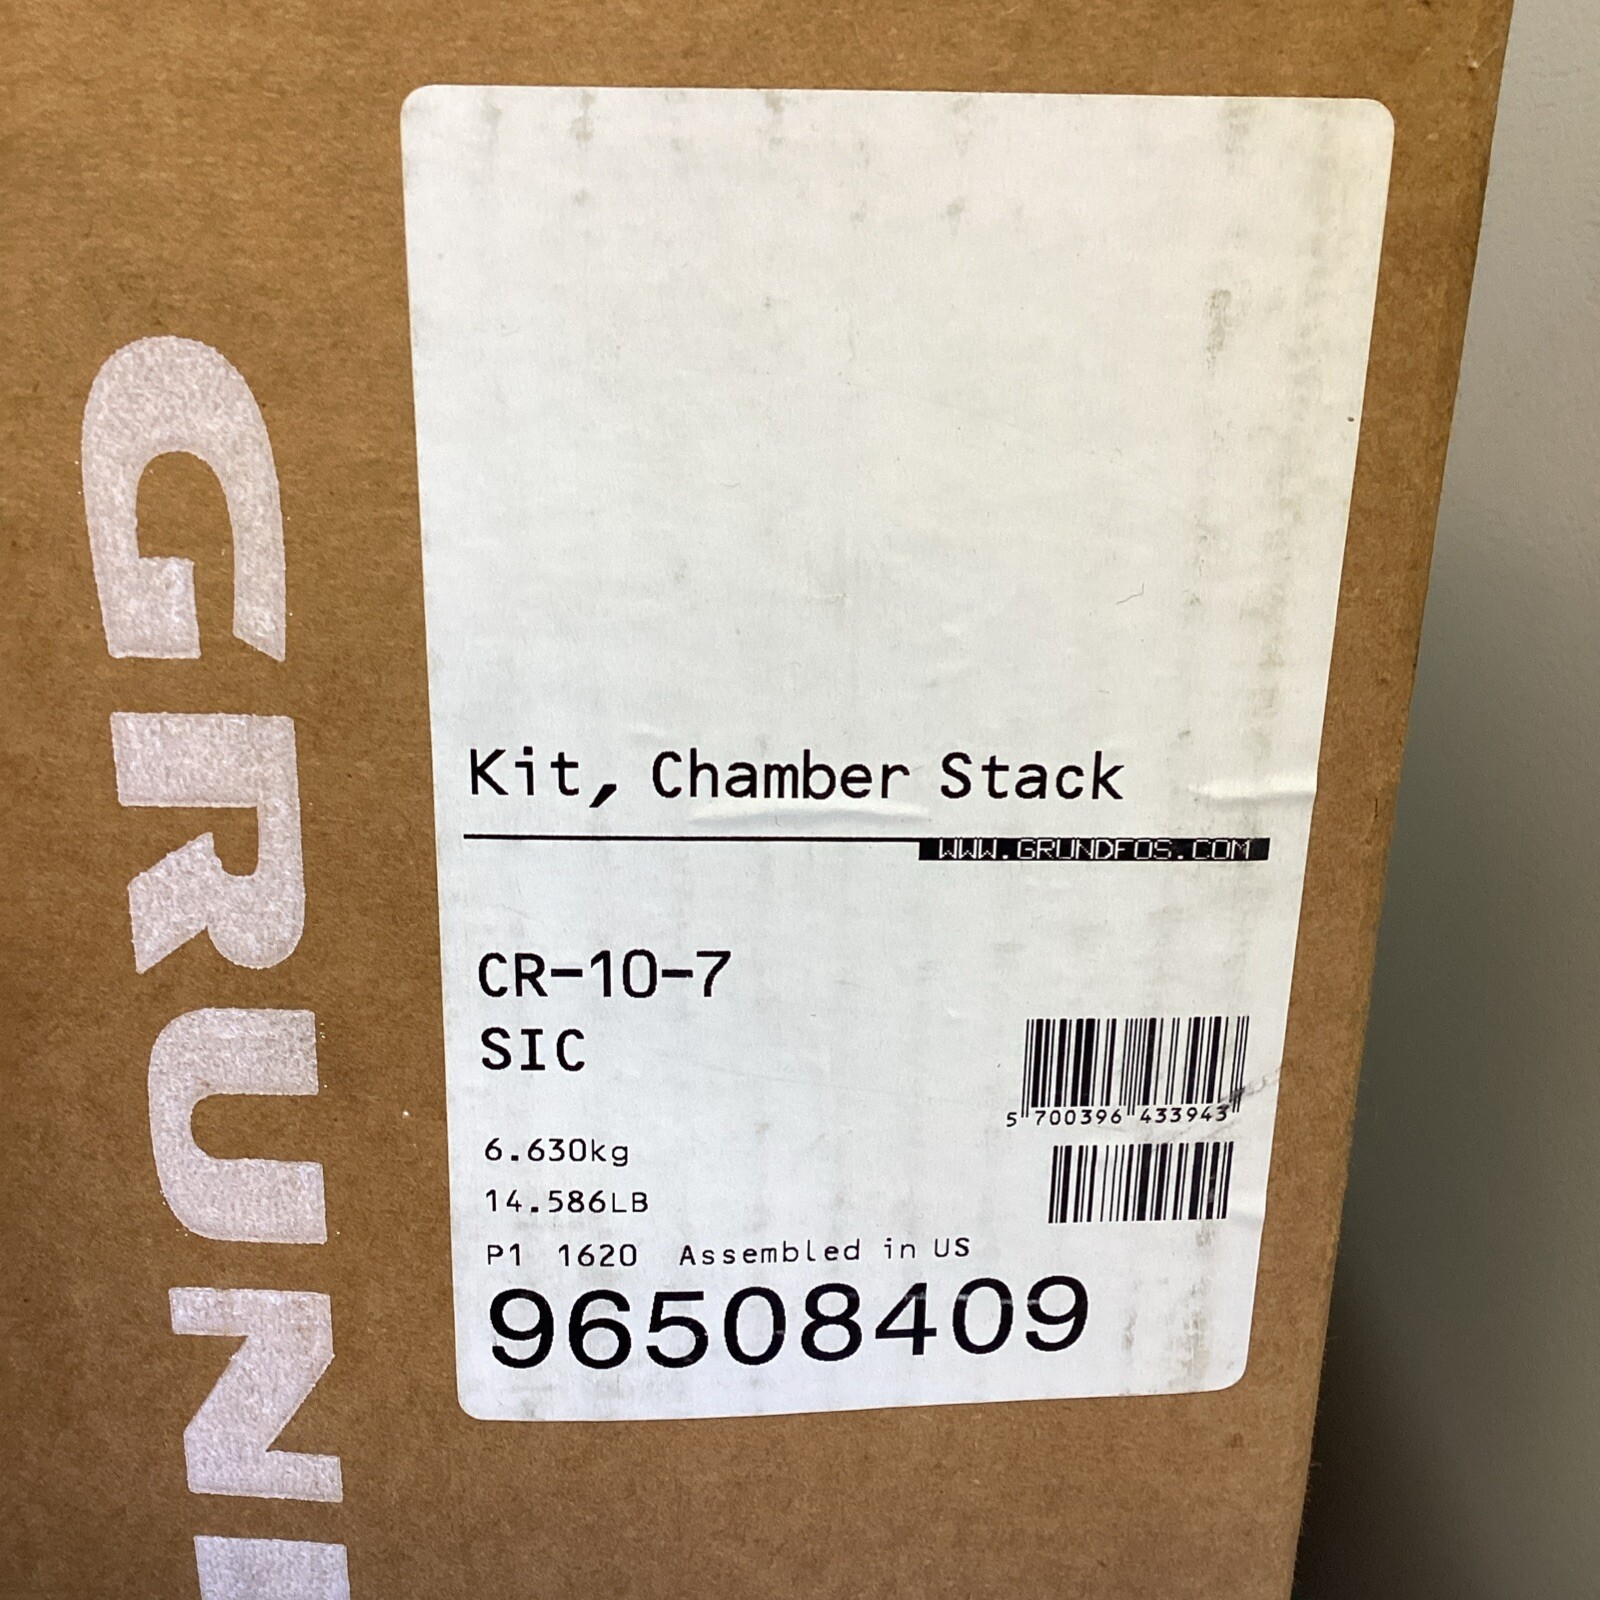 GRUND
Kit, Chamber Stack
WWW.GRUNDFOS.COM
CR-10-7
SIC
5 700396 433943
6.630kg
14.586LB
P1 1620 Assembled in US
96508409